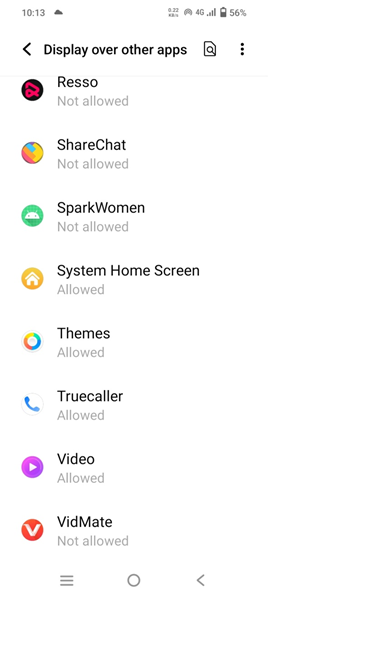 10:13
0.22
KB/s
4G
56%
Display over other apps
Resso
Not allowed
ShareChat
Not allowed
SparkWomen
Not allowed
System Home Screen
Allowed
Themes
Allowed
Truecaller
Allowed
Video
Allowed
VidMate
Not allowed